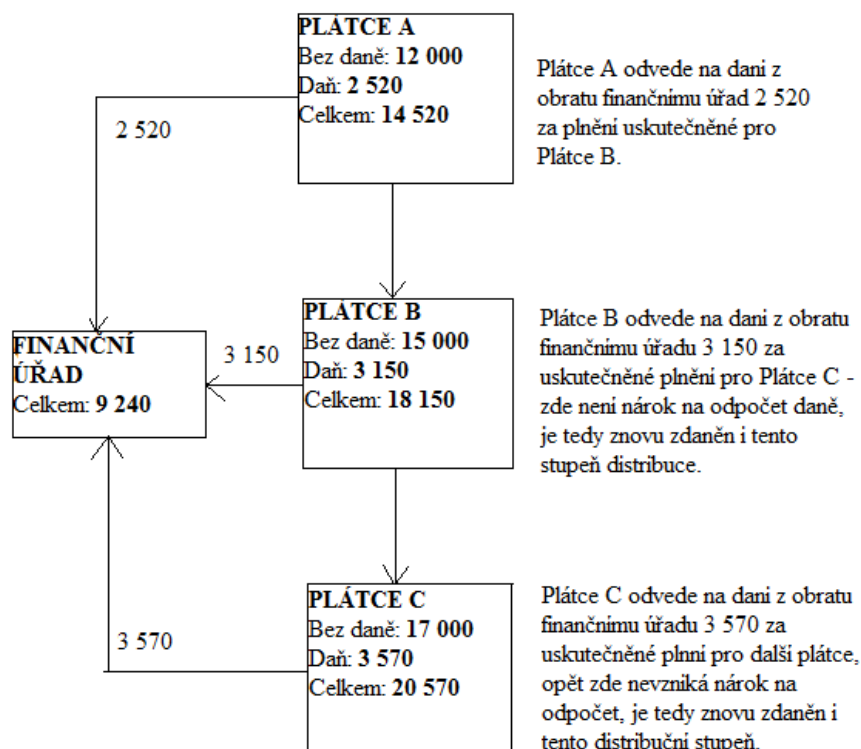 PLÁTCE A
Bez daně: 12 000
Daň: 2 520
Celkem: 14 520
Plátce A odvede na dani z
obratu finančnímu úřad 2 520
za plnění uskutečněné pro
Plátce B.
2 520
PLÁTCE B
Bez daně: 15 000
Daň: 3 150
Celkem: 18 150
Plátce B odvede na dani z obratu
finančnímu úřadu 3 150 za
uskutečněné plnění pro Plátce C -
zde není nárok na odpočet daně,
je tedy znovu zdaněn i tento
stupeň distribuce.
3 150
FINANČNÍ
ÚŘAD
Celkem: 9 240
PLÁTCE C
Bez daně: 17 000
Daň: 3 570
Celkem: 20 570
Plátce C odvede na dani z obratu
finančnímu úřadu 3 570 za
uskutečněné plnní pro další plátce,
opět zde nevzniká nárok na
odpočet, je tedy znovu zdaněn i
tento distribuční stupeň.
3 570